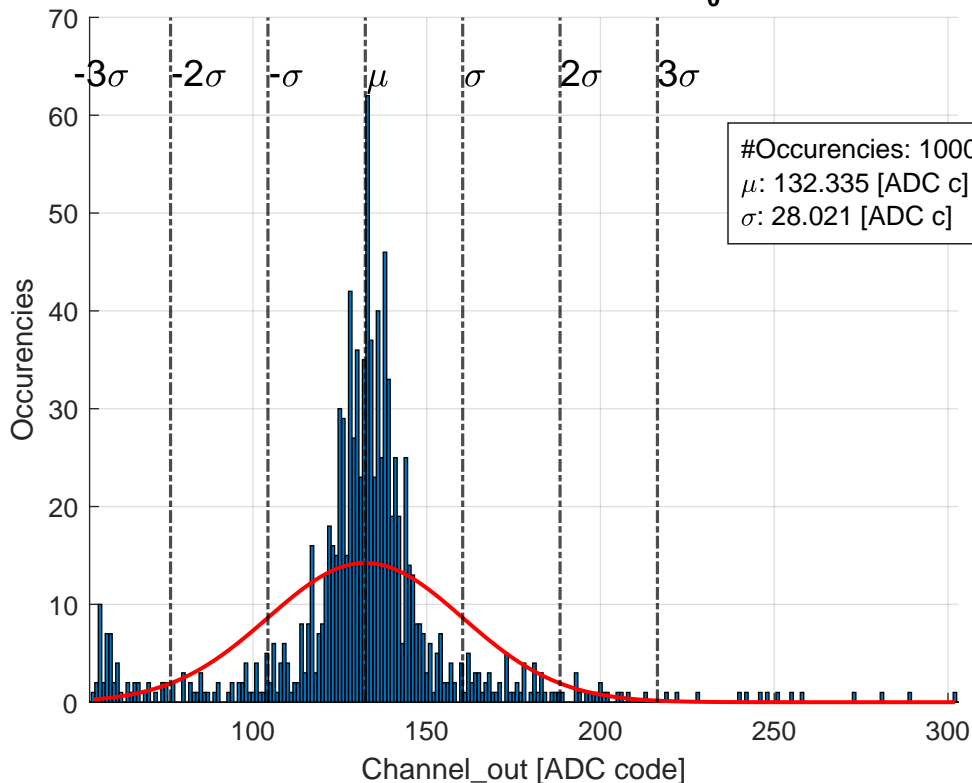 0
70
60
50
40
30
20
10
0
-3σ -2σ -σ μ σ 2σ 3σ
#Occurencies: 1000
μ: 132.335 [ADC c]
σ: 28.021 [ADC c]
Occurencies
100 150 200 250 300
Channel_out [ADC code]